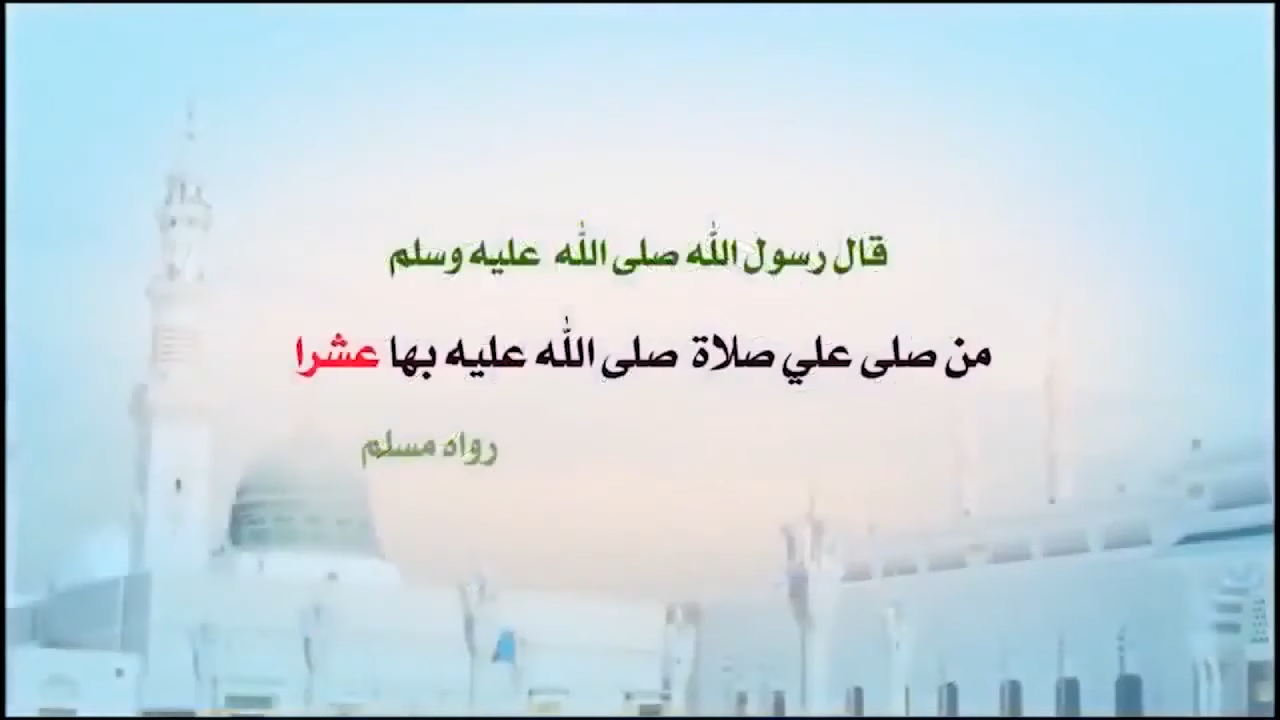 قال رسول الله صلى الله عليه وسلم
من صلى علي صلاة صلى الله عليه بها عشرا
رواه مسلم